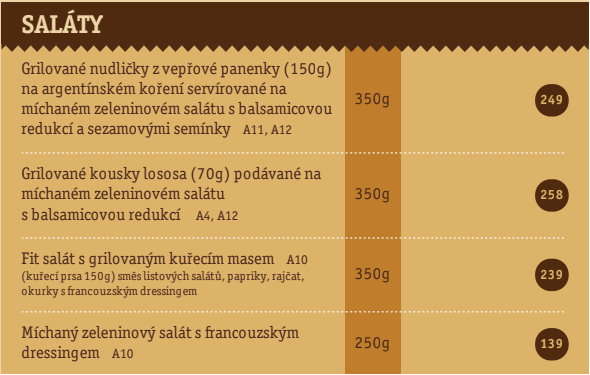 SALÁTY
Grilované nudličky z vepřové panenky (150g)
na argentínském koření servírované na
míchaném zeleninovém salátu s balsamicovou
redukcí a sezamovými semínky A11, A12
350g
249
Grilované kousky lososa (70g) podávané na
míchaném zeleninovém salátu
s balsamicovou redukcí A4, A12
350g
258
Fit salát s grilovaným kuřecím masem A10
(kuřecí prsa 150g) směs listových salátů, papriky, rajčat,
okurky s francouzským dressingem
350g
239
Míchaný zeleninový salát s francouzským
dressingem A10
250g
139